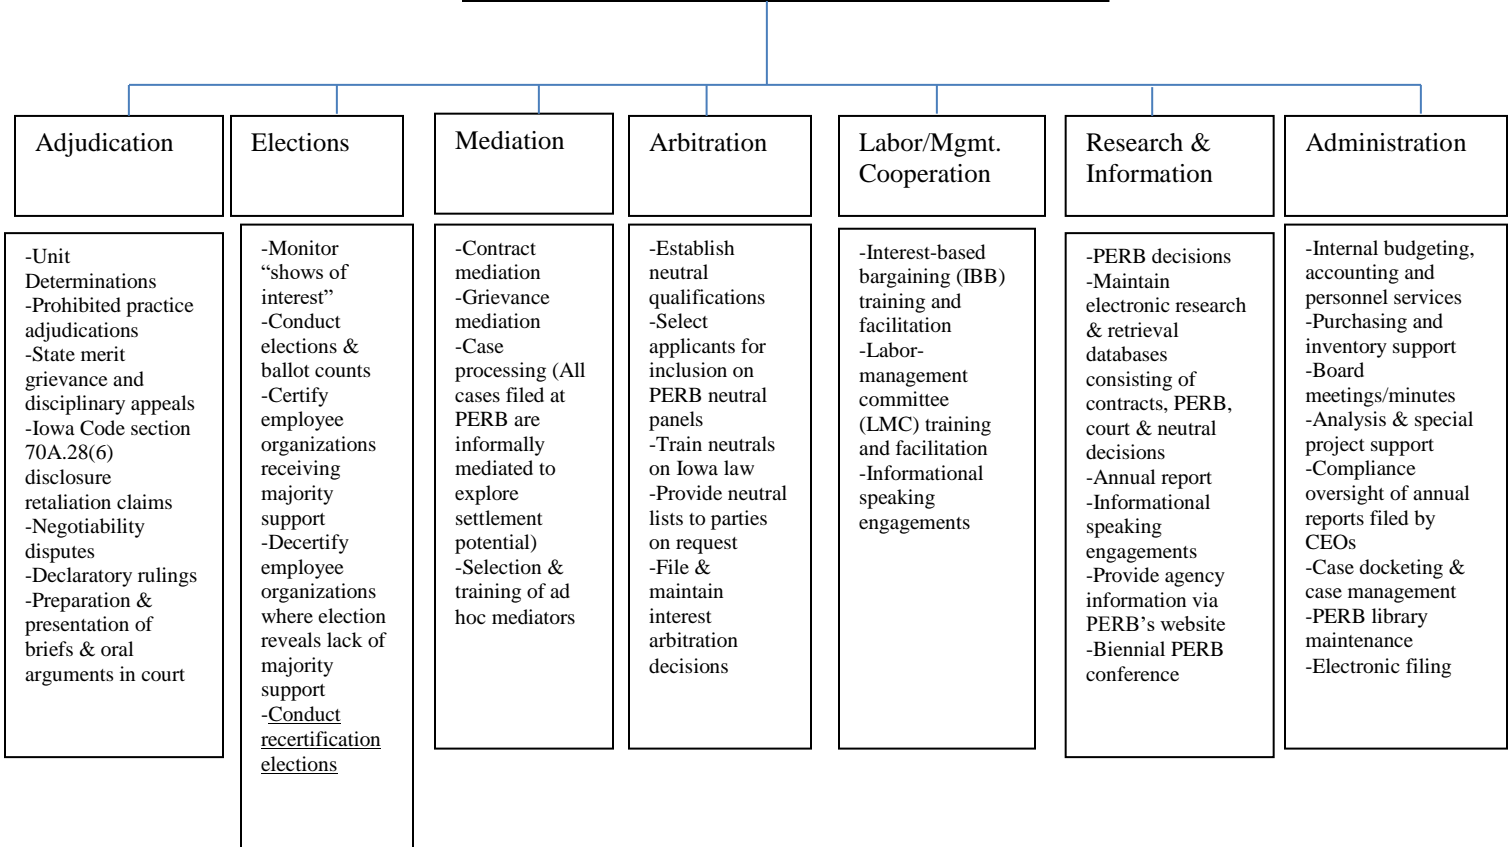 Adjudication
Elections
Mediation
Arbitration
Labor/Mgmt.
Cooperation
Research &
Information
Administration
-Unit
Determinations
-Prohibited practice
adjudications
-State merit
grievance and
disciplinary appeals
-Iowa Code section
70A.28(6)
disclosure
retaliation claims
-Negotiability
disputes
-Declaratory rulings
-Preparation &
presentation of
briefs & oral
arguments in court
-Monitor
“shows of
interest”
-Conduct
elections &
ballot counts
-Certify
employee
organizations
receiving
majority
support
-Decertify
employee
organizations
where election
reveals lack of
majority
support
-Conduct
recertification
elections
-Contract
mediation
-Grievance
mediation
-Case
processing (All
cases filed at
PERB are
informally
mediated to
explore
settlement
potential)
-Selection &
training of ad
hoc mediators
-Establish
neutral
qualifications
-Select
applicants for
inclusion on
PERB neutral
panels
-Train neutrals
on Iowa law
-Provide neutral
lists to parties
on request
-File &
maintain
interest
arbitration
decisions
-Interest-based
bargaining (IBB)
training and
facilitation
-Labor-
management
committee
(LMC) training
and facilitation
-Informational
speaking
engagements
-PERB decisions
-Maintain
electronic research
& retrieval
databases
consisting of
contracts, PERB,
court & neutral
decisions
-Annual report
-Informational
speaking
engagements
-Provide agency
information via
PERB’s website
-Biennial PERB
conference
-Internal budgeting,
accounting and
personnel services
-Purchasing and
inventory support
-Board
meetings/minutes
-Analysis & special
project support
-Compliance
oversight of annual
reports filed by
CEOs
-Case docketing &
case management
-PERB library
maintenance
-Electronic filing